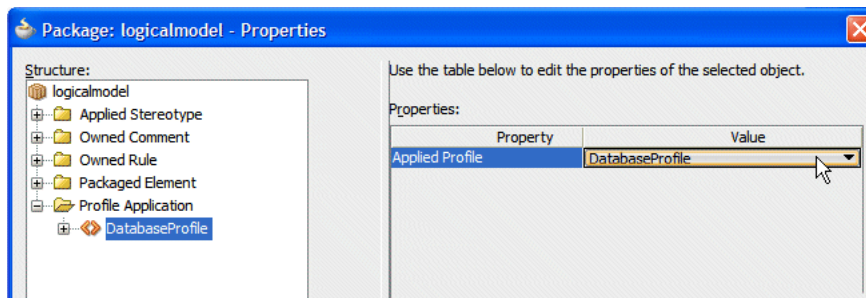 Package: logicalmodel - Properties
Structure:
logicalmodel
Applied Stereotype
Owned Comment
Owned Rule
Packaged Element
Profile Application
DatabaseProfile
Use the table below to edit the properties of the selected object.
Properties:
Property Value
Applied Profile DatabaseProfile